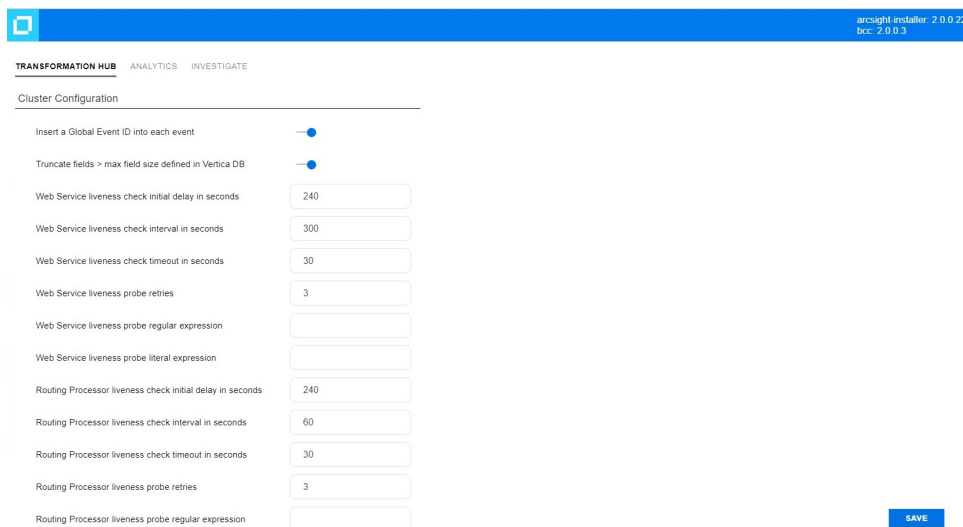 arcsight-installer: 2.0.0.22
bcc: 2.0.0.3
TRANSFORMATION HUB ANALYTICS INVESTIGATE
Cluster Configuration
Insert a Global Event ID into each event
Truncate fields > max field size defined in Vertica DB
Web Service liveness check initial delay in seconds 240
Web Service liveness check interval in seconds 300
Web Service liveness check timeout in seconds 30
Web Service liveness probe retries 3
Web Service liveness probe regular expression
Web Service liveness probe literal expression
Routing Processor liveness check initial delay in seconds 240
Routing Processor liveness check interval in seconds 60
Routing Processor liveness check timeout in seconds 30
Routing Processor liveness probe retries 3
Routing Processor liveness probe regular expression
SAVE